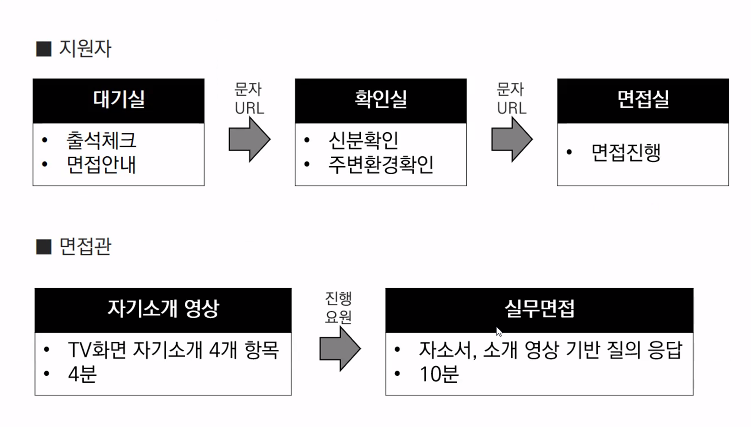 ■ 지원자
대기실
• 출석체크
• 면접안내
문자
URL
확인실
• 신분확인
• 주변환경확인
문자
URL
면접실
• 면접진행
■ 면접관
자기소개 영상
• TV화면 자기소개 4개 항목
• 4분
진행
요원
실무면접
• 자소서, 소개 영상 기반 질의 응답
• 10분